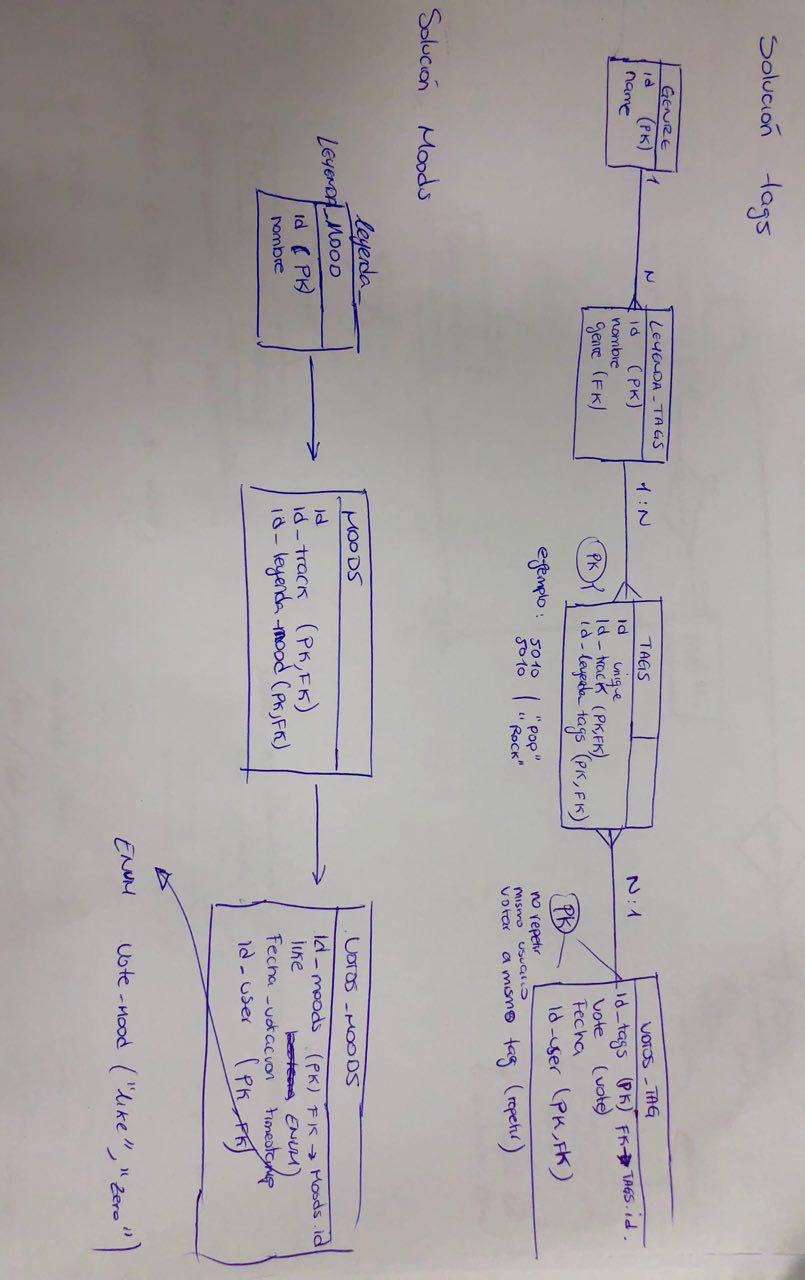 Solución tags
GENRE
id (PK)
name
1
N
LEYENDA_TAGS
id (PK)
nombre
genre (FK)
1:N
PK
TAGS
id unique
id-track (PK,FK)
id-leyenda tags (PK, FK)
ejemplo: 5010 / "POP"
5010 / "ROCK"
N:1
PK
no repetir
mismo usuario
votar a mismo tag (repetir)
VOTOS_TAG
id_tags (PK) FK → TAGS.id.
vote (vote)
Fecha
id-user (PK, FK)
Solución Moods
leyenda_
LEYENDA_MOOD
id (PK)
nombre
MOODS
id
id-track (PK, FK)
id-leyenda-mood (PK,FK)
VOTOS_MOODS
id-moods (PK) FK → Moods.id
like ENUM)
Fecha-votacion timestamp
id-user (PK, FK)
ENUM vote-Mood ("like", "zero")